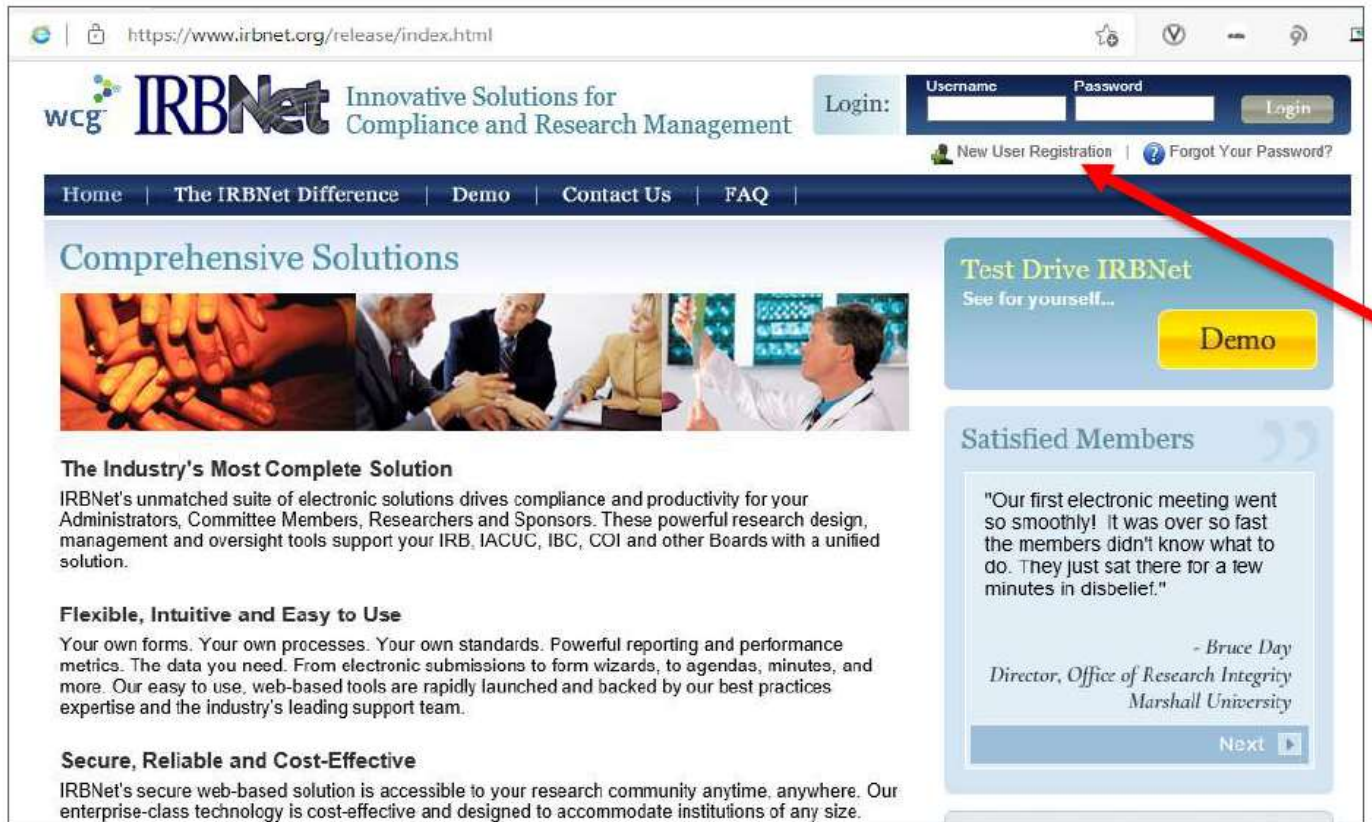 https://www.irbnet.org/release/index.html
wcg IRBNet
Innovative Solutions for
Compliance and Research Management
Login:
Username Password
Login
New User Registration | Forgot Your Password?
Home | The IRBNet Difference | Demo | Contact Us | FAQ |
Comprehensive Solutions
The Industry's Most Complete Solution
IRBNet's unmatched suite of electronic solutions drives compliance and productivity for your
Administrators, Committee Members, Researchers and Sponsors. These powerful research design,
management and oversight tools support your IRB, IACUC, IBC, COI and other Boards with a unified
solution.
Flexible, Intuitive and Easy to Use
Your own forms. Your own processes. Your own standards. Powerful reporting and performance
metrics. The data you need. From electronic submissions to form wizards, to agendas, minutes, and
more. Our easy to use, web-based tools are rapidly launched and backed by our best practices
expertise and the industry's leading support team.
Secure, Reliable and Cost-Effective
IRBNet's secure web-based solution is accessible to your research community anytime, anywhere. Our
enterprise-class technology is cost-effective and designed to accommodate institutions of any size.
Test Drive IRBNet
See for yourself...
Demo
Satisfied Members
"Our first electronic meeting went
so smoothly! It was over so fast
the members didn't know what to
do. They just sat there for a few
minutes in disbelief."
- Bruce Day
Director, Office of Research Integrity
Marshall University
Next